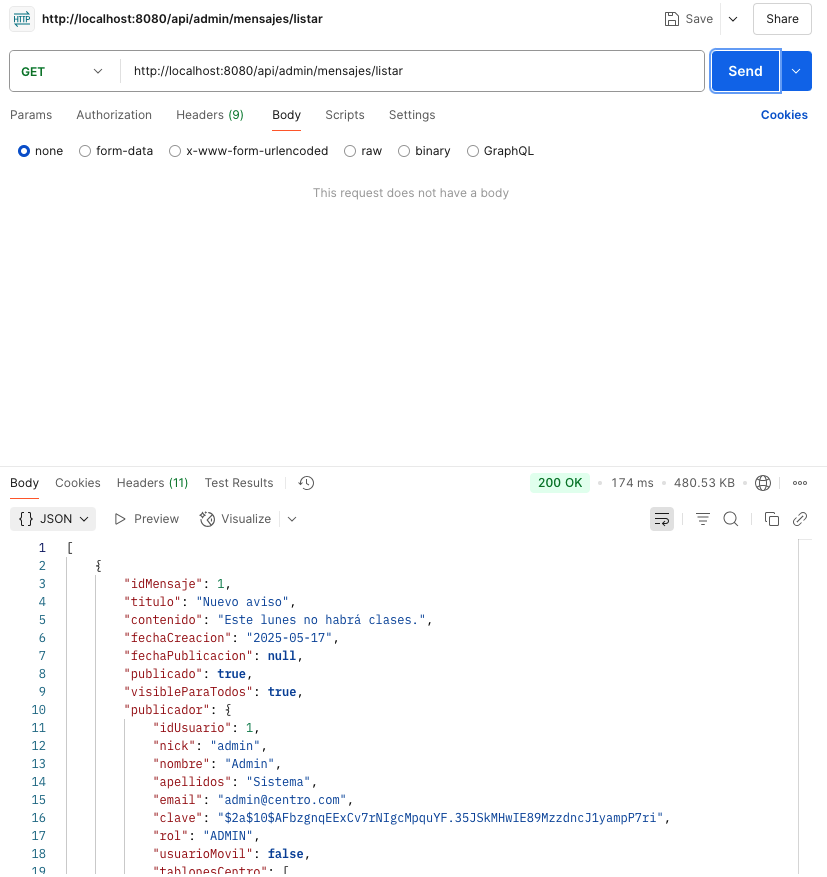 HTTP http://localhost:8080/api/admin/mensajes/listar Save Share
GET http://localhost:8080/api/admin/mensajes/listar Send
Params Authorization Headers (9) Body Scripts Settings Cookies
none form-data x-www-form-urlencoded raw binary GraphQL
This request does not have a body
Body Cookies Headers (11) Test Results 200 OK • 174 ms • 480.53 KB •
{} JSON Preview Visualize
1 [
2 {
3 "idMensaje": 1,
4 "titulo": "Nuevo aviso",
5 "contenido": "Este lunes no habrá clases.",
6 "fechaCreacion": "2025-05-17",
7 "fechaPublicacion": null,
8 "publicado": true,
9 "visibleParaTodos": true,
10 "publicador": {
11 "idUsuario": 1,
12 "nick": "admin",
13 "nombre": "Admin",
14 "apellidos": "Sistema",
15 "email": "admin@centro.com",
16 "clave": "$2a$10$AFbzgnqEExCv7rNIgcMpquYF.35JSkMHwIE89MzzdncJ1yampP7ri",
17 "rol": "ADMIN",
18 "usuarioMovil": false,
19 "tablonesCentro": [